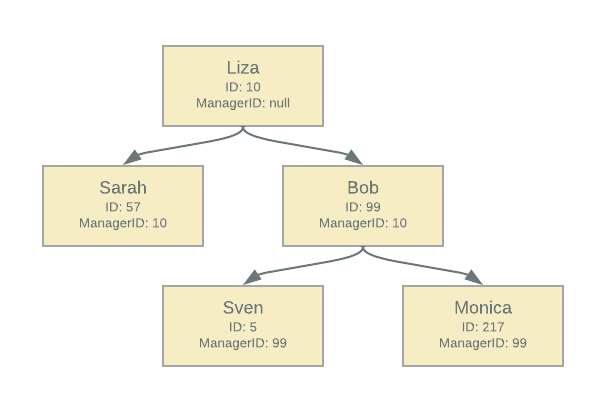 Liza
ID: 10
ManagerID: null
Sarah
ID: 57
ManagerID: 10
Bob
ID: 99
ManagerID: 10
Sven
ID: 5
ManagerID: 99
Monica
ID: 217
ManagerID: 99